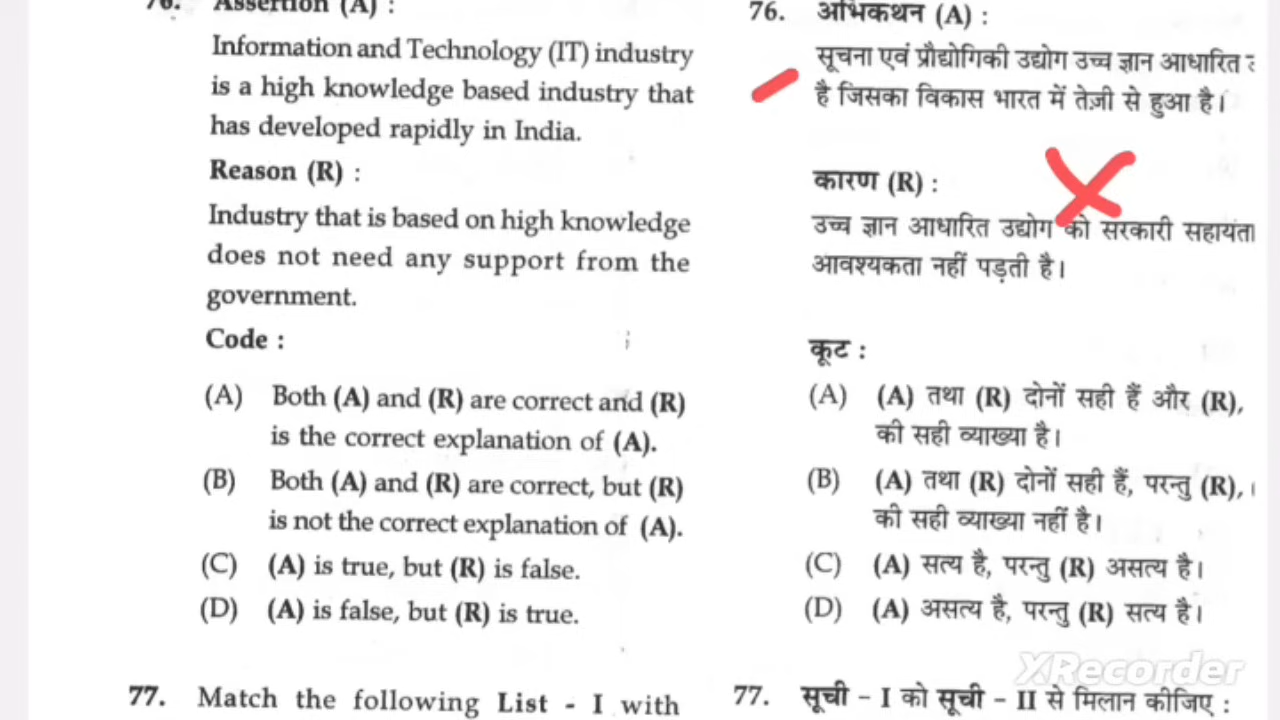 76. Assertion (A) :
Information and Technology (IT) industry
is a high knowledge based industry that
has developed rapidly in India.
Reason (R) :
Industry that is based on high knowledge
does not need any support from the
government.
Code :
(A) Both (A) and (R) are correct and (R)
is the correct explanation of (A).
(B) Both (A) and (R) are correct, but (R)
is not the correct explanation of (A).
(C) (A) is true, but (R) is false.
(D) (A) is false, but (R) is true.
77. Match the following List - I with
76. अभिकथन (A) :
सूचना एवं प्रौद्योगिकी उद्योग उच्च ज्ञान आधारित
है जिसका विकास भारत में तेज़ी से हुआ है।
कारण (R) :
उच्च ज्ञान आधारित उद्योग को सरकारी सहायंता
आवश्यकता नहीं पड़ती है।
कूट :
(A) (A) तथा (R) दोनों सही हैं और (R),
की सही व्याख्या है।
(B) (A) तथा (R) दोनों सही हैं, परन्तु (R),
की सही व्याख्या नहीं है।
(C) (A) सत्य है, परन्तु (R) असत्य है।
(D) (A) असत्य है, परन्तु (R) सत्य है।
77. सूची - I को सूची - II से मिलान कीजिए :
XRecorder